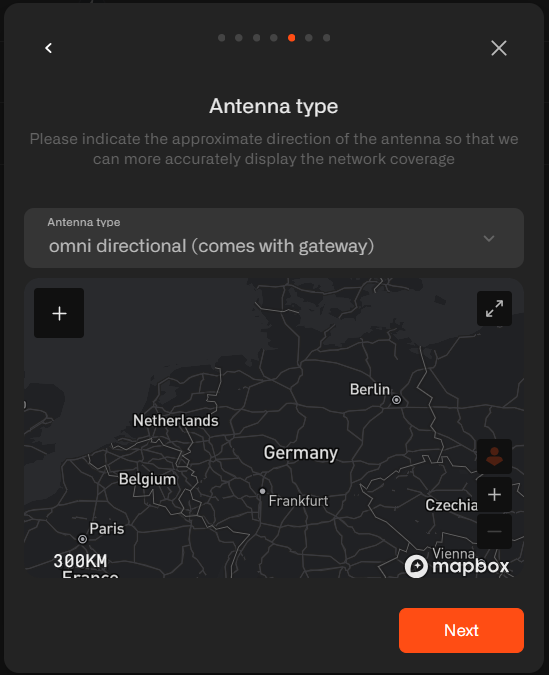 Antenna type
Please indicate the approximate direction of the antenna so that we
can more accurately display the network coverage
Antenna type
omni directional (comes with gateway)
+
Berlin
Netherlands
Germany
Belgium
+
Frankfurt
Czechia
Paris
Vienna
300KM
mapbox
France
Next